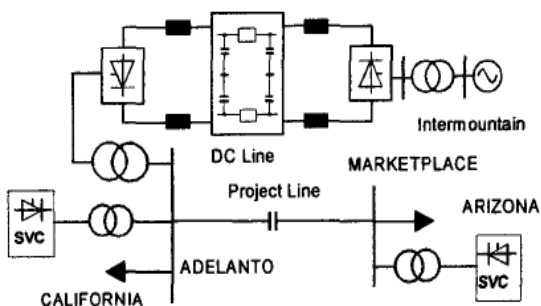 Intermountain
DC Line
MARKETPLACE
Project Line
ARIZONA
SVC
ADELANTO
SVC
CALIFORNIA